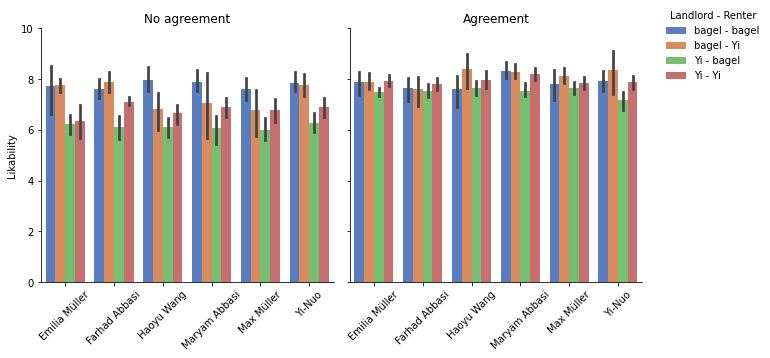 No agreement
Agreement
Landlord - Renter
bagel - bagel
bagel - Yi
Yi - bagel
Yi - Yi
Likability
10
8
6
4
2
0
Emilia Müller
Farhad Abbasi
Haoyu Wang
Maryam Abbasi
Max Müller
Yi-Nuo
Emilia Müller
Farhad Abbasi
Haoyu Wang
Maryam Abbasi
Max Müller
Yi-Nuo